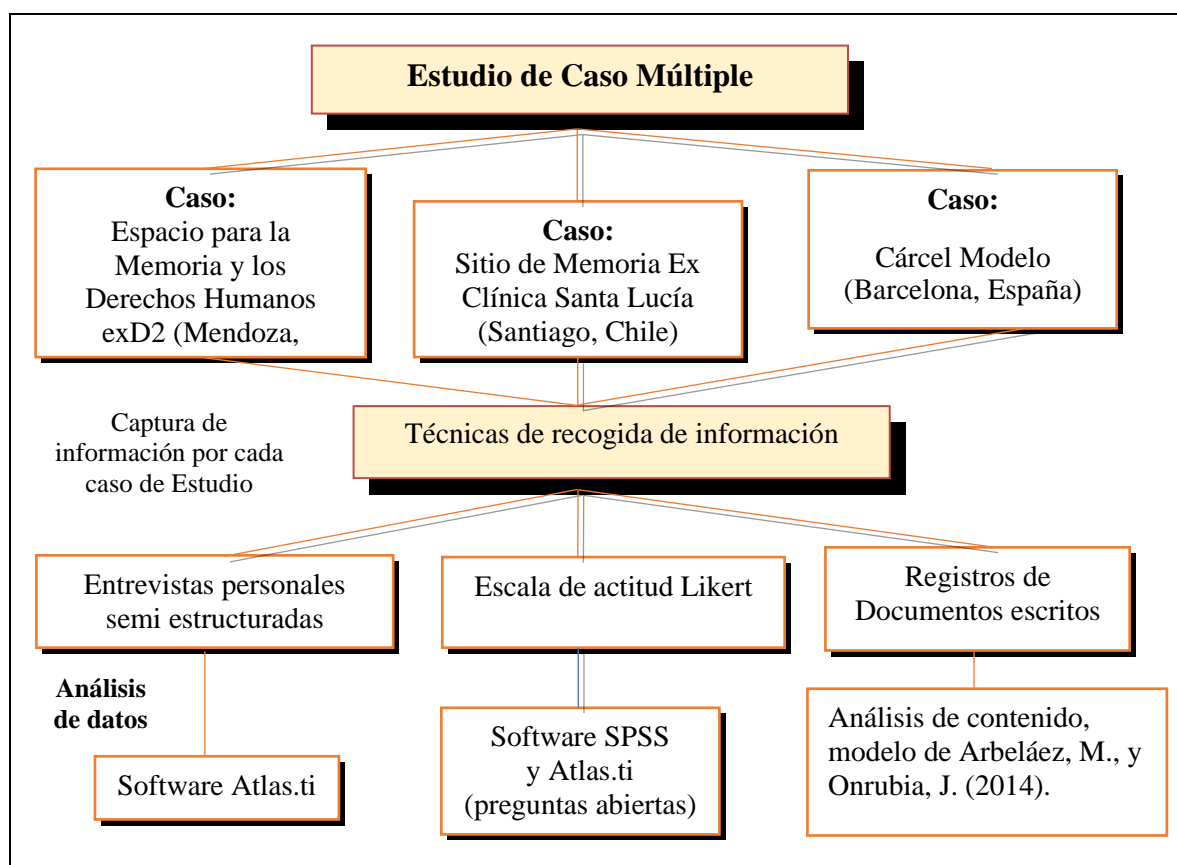 Estudio de Caso Múltiple
Caso:
Espacio para la
Memoria y los
Derechos Humanos
exD2 (Mendoza,
Caso:
Sitio de Memoria Ex
Clínica Santa Lucía
(Santiago, Chile)
Caso:
Cárcel Modelo
(Barcelona, España)
Captura de
información por cada
caso de Estudio
Técnicas de recogida de información
Entrevistas personales
semi estructuradas
Escala de actitud Likert
Registros de
Documentos escritos
Análisis
de datos
Software Atlas.ti
Software SPSS
y Atlas.ti
(preguntas abiertas)
Análisis de contenido,
modelo de Arbeláez, M., y
Onrubia, J. (2014).